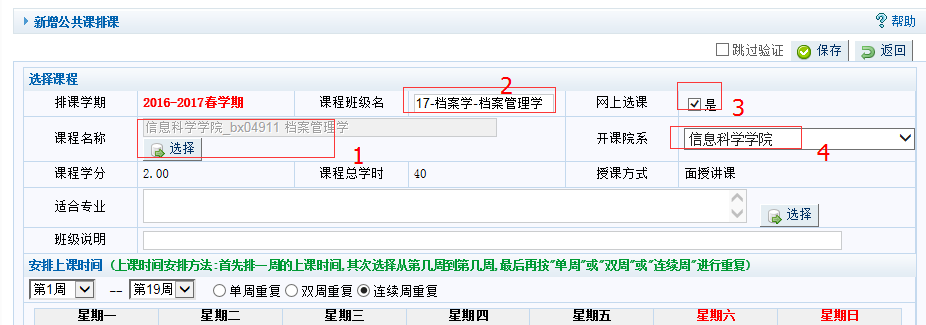 新增公共课排课 帮助
跳过验证 保存 返回
选择课程
排课学期 2016-2017春学期 课程班级名 17-档案学-档案管理学 网上选课 是
2 3
课程名称 信息科学学院_bx04911 档案管理学 开课院系 信息科学学院
选择 1 4
课程学分 2.00 课程总学时 40 授课方式 面授讲课
适合专业 选择
班级说明
安排上课时间 (上课时间安排方法:首先排一周的上课时间,其次选择从第几周到第几周,最后再按"单周"或"双周"或"连续周"进行重复)
第1周 -- 第19周 单周重复 双周重复 连续周重复
星期一 星期二 星期三 星期四 星期五 星期六 星期日